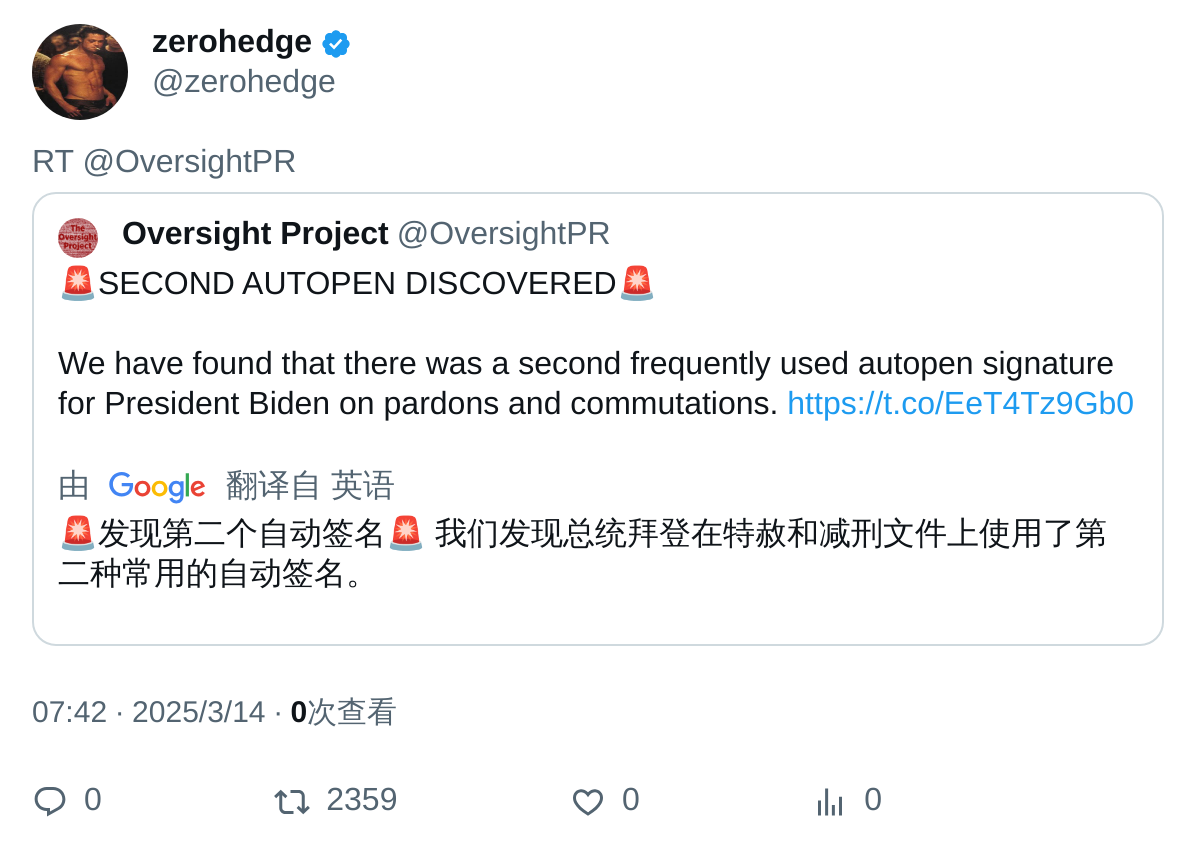 zerohedge
@zerohedge
RT @OversightPR
The
Oversight
Project
Oversight Project @OversightPR
🚨SECOND AUTOPEN DISCOVERED🚨
We have found that there was a second frequently used autopen signature
for President Biden on pardons and commutations. https://t.co/EeT4Tz9Gb0
由 Google 翻译自 英语
🚨发现第二个自动签名🚨 我们发现总统拜登在特赦和减刑文件上使用了第
二种常用的自动签名。
07:42 · 2025/3/14 · 0次查看
0 2359 0 0